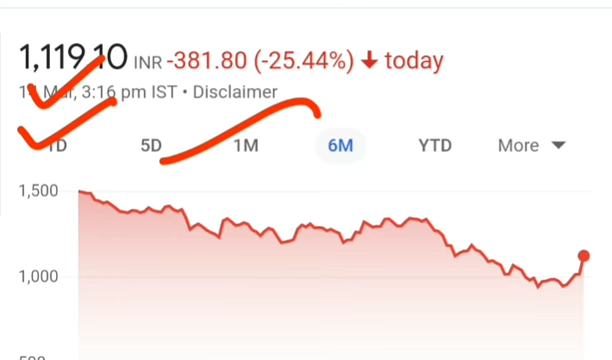 1,119.10 INR -381.80 (-25.44%) ↓ today
Mar, 3:16 pm IST • Disclaimer
1D 5D 1M 6M YTD More
1,500
1,000